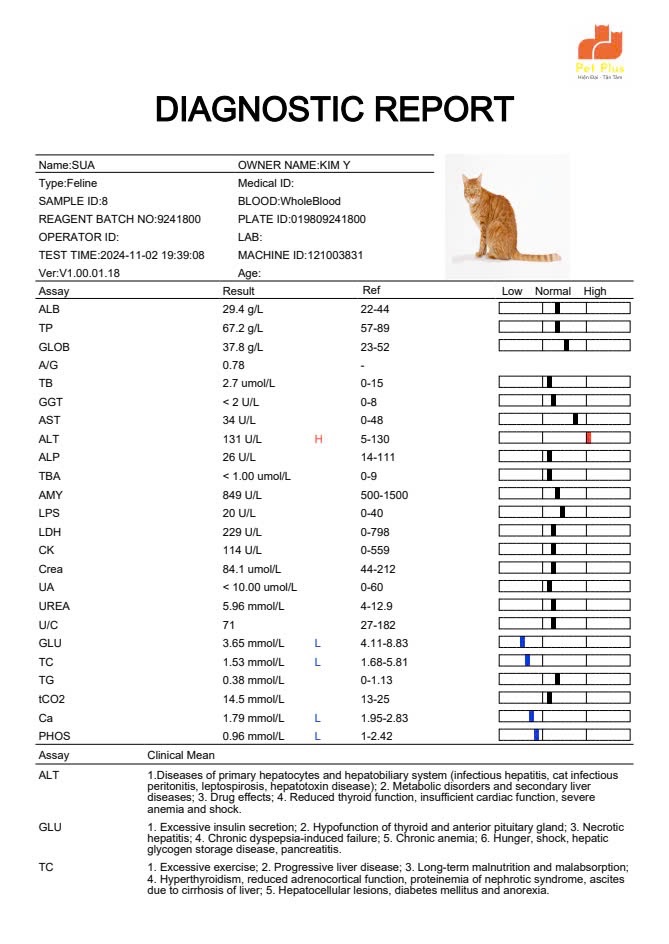 Pet Plus
Hiện Đại - Tận Tâm
DIAGNOSTIC REPORT
Name:SUA OWNER NAME:KIM Y
Type:Feline Medical ID:
SAMPLE ID:8 BLOOD:WholeBlood
REAGENT BATCH NO:9241800 PLATE ID:019809241800
OPERATOR ID: LAB:
TEST TIME:2024-11-02 19:39:08 MACHINE ID:121003831
Ver:V1.00.01.18 Age:
Assay Result Ref Low Normal High
ALB 29.4 g/L 22-44
TP 67.2 g/L 57-89
GLOB 37.8 g/L 23-52
A/G 0.78 -
TB 2.7 umol/L 0-15
GGT < 2 U/L 0-8
AST 34 U/L 0-48
ALT 131 U/L H 5-130
ALP 26 U/L 14-111
TBA < 1.00 umol/L 0-9
AMY 849 U/L 500-1500
LPS 20 U/L 0-40
LDH 229 U/L 0-798
CK 114 U/L 0-559
Crea 84.1 umol/L 44-212
UA < 10.00 umol/L 0-60
UREA 5.96 mmol/L 4-12.9
U/C 71 27-182
GLU 3.65 mmol/L L 4.11-8.83
TC 1.53 mmol/L L 1.68-5.81
TG 0.38 mmol/L 0-1.13
tCO2 14.5 mmol/L 13-25
Ca 1.79 mmol/L L 1.95-2.83
PHOS 0.96 mmol/L L 1-2.42
Assay Clinical Mean
ALT 1.Diseases of primary hepatocytes and hepatobiliary system (infectious hepatitis, cat infectious
peritonitis, leptospirosis, hepatotoxin disease); 2. Metabolic disorders and secondary liver
diseases; 3. Drug effects; 4. Reduced thyroid function, insufficient cardiac function, severe
anemia and shock.
GLU 1. Excessive insulin secretion; 2. Hypofunction of thyroid and anterior pituitary gland; 3. Necrotic
hepatitis; 4. Chronic dyspepsia-induced failure; 5. Chronic anemia; 6. Hunger, shock, hepatic
glycogen storage disease, pancreatitis.
TC 1. Excessive exercise; 2. Progressive liver disease; 3. Long-term malnutrition and malabsorption;
4. Hyperthyroidism, reduced adrenocortical function, proteinemia of nephrotic syndrome, ascites
due to cirrhosis of liver; 5. Hepatocellular lesions, diabetes mellitus and anorexia.